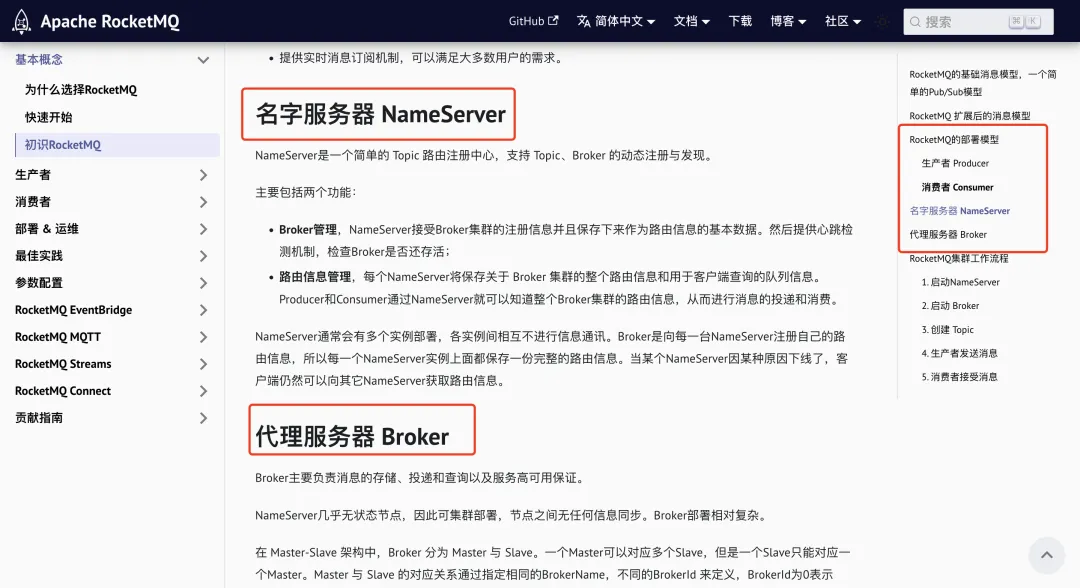 Apache RocketMQ
GitHub
简体中文
文档
下载
博客
社区
搜索
⌘ K
基本概念
为什么选择RocketMQ
快速开始
初识RocketMQ
生产者
消费者
部署 & 运维
最佳实践
参数配置
RocketMQ EventBridge
RocketMQ MQTT
RocketMQ Streams
RocketMQ Connect
贡献指南
• 提供实时消息订阅机制，可以满足大多数用户的需求。
名字服务器 NameServer
NameServer是一个简单的 Topic 路由注册中心，支持 Topic、Broker 的动态注册与发现。
主要包括两个功能：
• Broker管理，NameServer接受Broker集群的注册信息并且保存下来作为路由信息的基本数据。然后提供心跳检
测机制，检查Broker是否还存活；
• 路由信息管理，每个NameServer将保存关于 Broker 集群的整个路由信息和用于客户端查询的队列信息。
Producer和Consumer通过NameServer就可以知道整个Broker集群的路由信息，从而进行消息的投递和消费。
NameServer通常会有多个实例部署，各实例间相互不进行信息通讯。Broker是向每一台NameServer注册自己的路
由信息，所以每一个NameServer实例上面都保存一份完整的路由信息。当某个NameServer因某种原因下线了，客
户端仍然可以向其它NameServer获取路由信息。
代理服务器 Broker
Broker主要负责消息的存储、投递和查询以及服务高可用保证。
NameServer几乎无状态节点，因此可集群部署，节点之间无任何信息同步。Broker部署相对复杂。
在 Master-Slave 架构中，Broker 分为 Master 与 Slave。一个Master可以对应多个Slave，但是一个Slave只能对应一
个Master。Master 与 Slave 的对应关系通过指定相同的BrokerName，不同的BrokerId 来定义，BrokerId为0表示
RocketMQ的基础消息模型，一个简
单的Pub/Sub模型
RocketMQ 扩展后的消息模型
RocketMQ的部署模型
生产者 Producer
消费者 Consumer
名字服务器 NameServer
代理服务器 Broker
RocketMQ集群工作流程
1. 启动NameServer
2. 启动 Broker
3. 创建 Topic
4. 生产者发送消息
5. 消费者接受消息